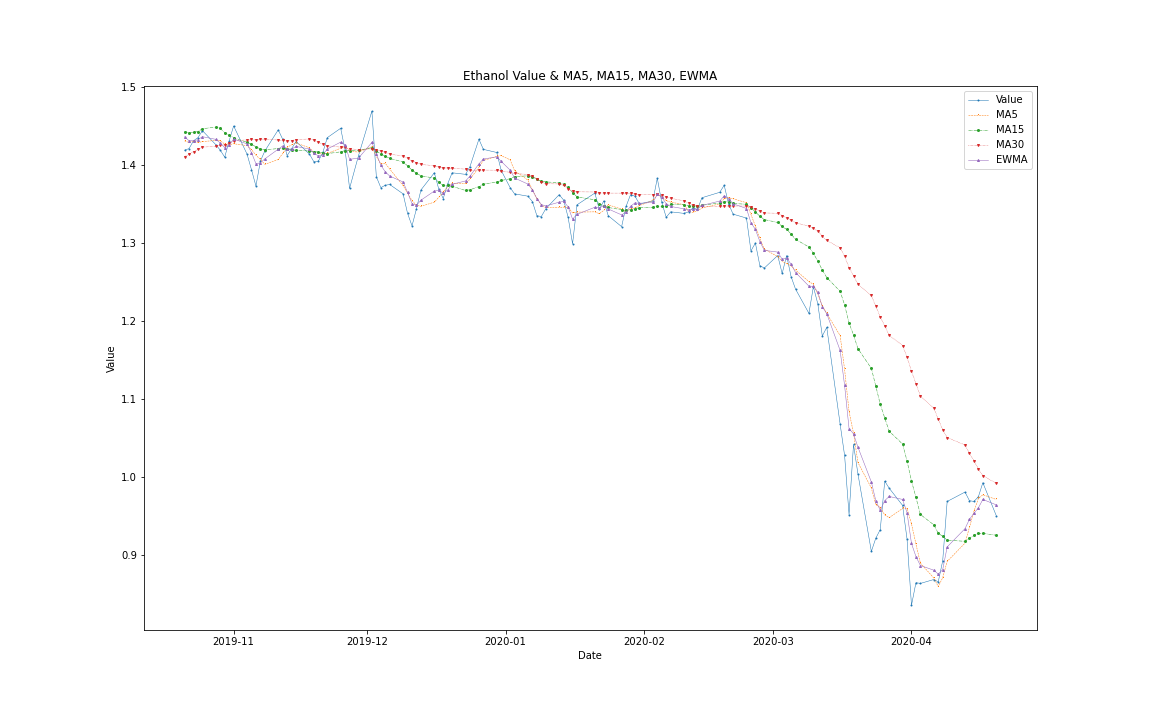 Ethanol Value & MA5, MA15, MA30, EWMA
Value
MA5
MA15
MA30
EWMA
1.5
1.4
1.3
1.2
1.1
1.0
0.9
Value
2019-11
2019-12
2020-01
2020-02
2020-03
2020-04
Date